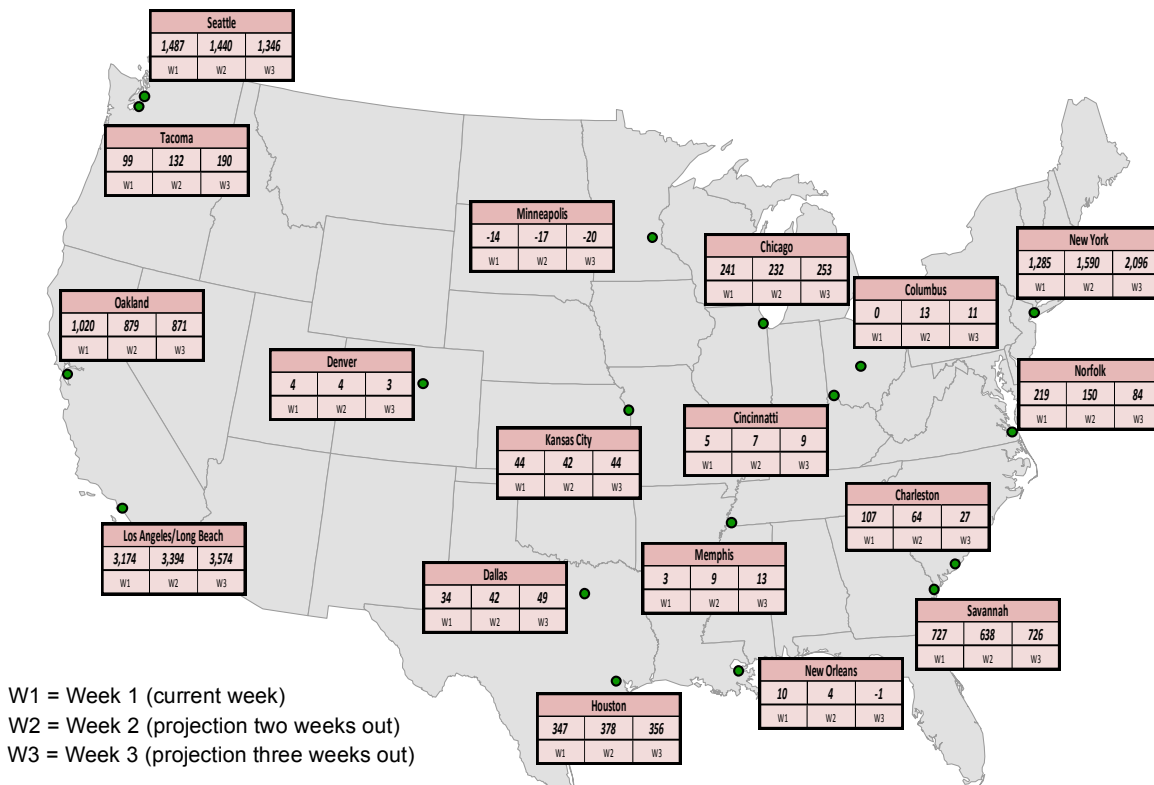 Seattle
1,487 1,440 1,346
W1 W2 W3
Tacoma
99 132 190
W1 W2 W3
Minneapolis
-14 -17 -20
W1 W2 W3
Chicago
241 232 253
W1 W2 W3
New York
1,285 1,590 2,096
W1 W2 W3
Columbus
0 13 11
W1 W2 W3
Oakland
1,020 879 871
W1 W2 W3
Denver
4 4 3
W1 W2 W3
Norfolk
219 150 84
W1 W2 W3
Cincinnati
5 7 9
W1 W2 W3
Kansas City
44 42 44
W1 W2 W3
Charleston
107 64 27
W1 W2 W3
Los Angeles/Long Beach
3,174 3,394 3,574
W1 W2 W3
Memphis
3 9 13
W1 W2 W3
Dallas
34 42 49
W1 W2 W3
Savannah
727 638 726
W1 W2 W3
New Orleans
10 4 -1
W1 W2 W3
Houston
347 378 356
W1 W2 W3
W1 = Week 1 (current week)
W2 = Week 2 (projection two weeks out)
W3 = Week 3 (projection three weeks out)